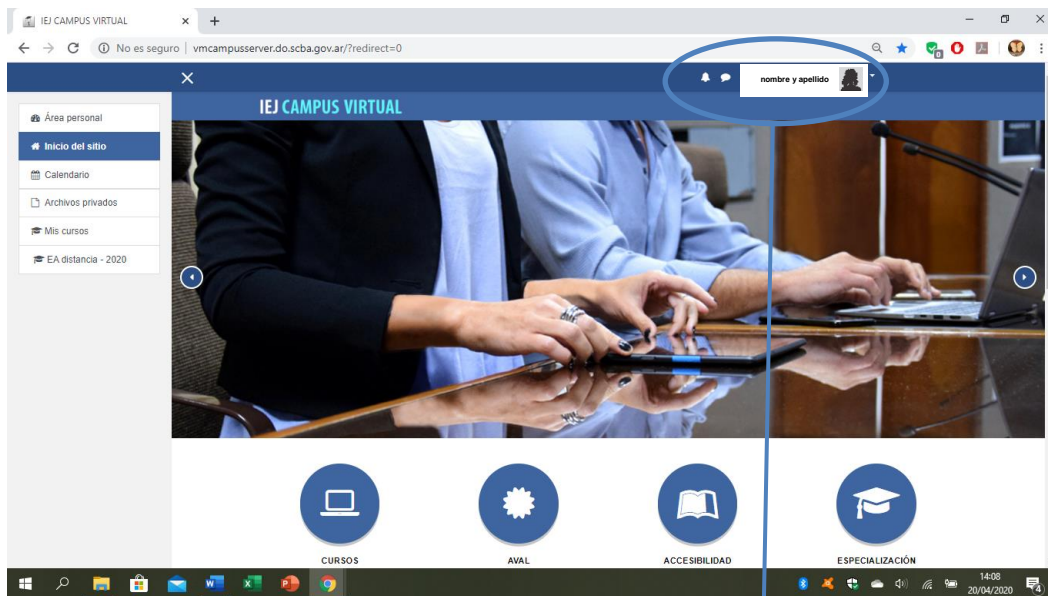 IEJ CAMPUS VIRTUAL
No es seguro | vmcampusserver.do.scba.gov.ar/?redirect=0
0
nombre y apellido
IEJ CAMPUS VIRTUAL
Área personal
Inicio del sitio
Calendario
Archivos privados
Mis cursos
EA distancia - 2020
CURSOS
AVAL
ACCESIBILIDAD
ESPECIALIZACIÓN
14:08
20/04/2020
4